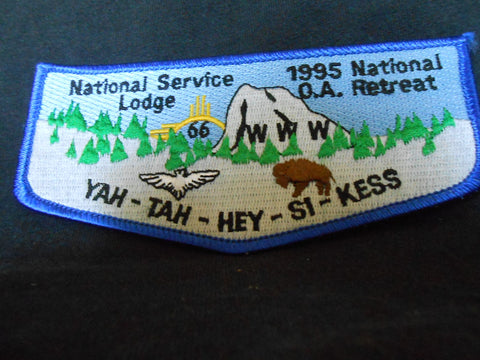 National Service
Lodge
1995 National
O.A. Retreat
66
WWW
YAH - TAH - HEY - SI - KESS